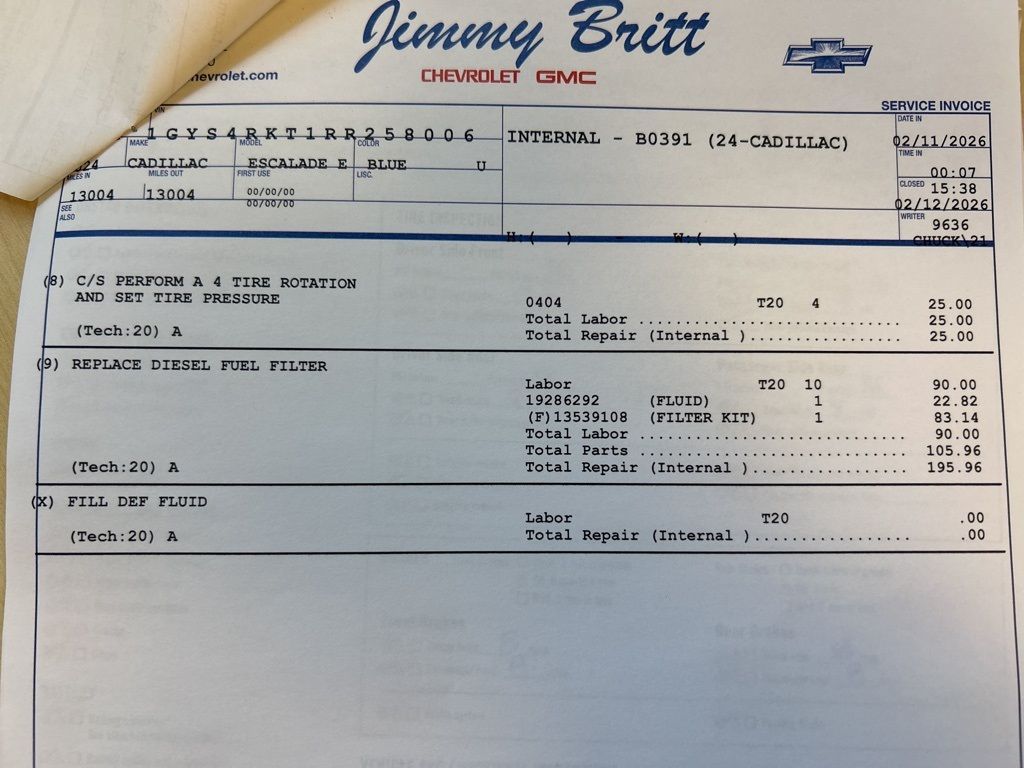 Jimmy Britt
CHEVROLET GMC
hevrolet.com
SERVICE INVOICE
VIN
1GYS4RKT1RR258006
INTERNAL - B0391 (24-CADILLAC)
DATE IN
02/11/2026
MAKE MODEL COLOR
24 CADILLAC ESCALADE E BLUE U
TIME IN
00:07
MILES IN MILES OUT FIRST USE LISC.
13004 13004 00/00/00
00/00/00
CLOSED 15:38
02/12/2026
SEE
ALSO
WRITER
9636
H:( ) - W:( ) - CHUCK\21
(8) C/S PERFORM A 4 TIRE ROTATION
AND SET TIRE PRESSURE
0404 T20 4 25.00
Total Labor ............................ 25.00
(Tech:20) A Total Repair (Internal )................ 25.00
(9) REPLACE DIESEL FUEL FILTER
Labor T20 10 90.00
19286292 (FLUID) 1 22.82
(F)13539108 (FILTER KIT) 1 83.14
Total Labor ............................ 90.00
Total Parts ............................ 105.96
(Tech:20) A Total Repair (Internal )................ 195.96
(X) FILL DEF FLUID
Labor T20 .00
(Tech:20) A Total Repair (Internal )................ .00